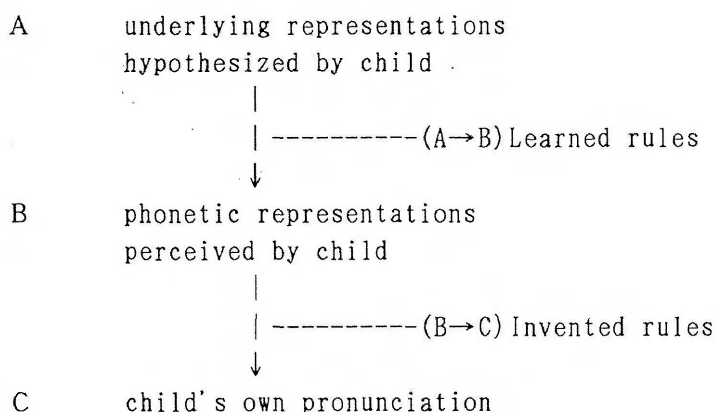 A underlying representations
hypothesized by child
|
| ----------(A→B)Learned rules
↓
B phonetic representations
perceived by child
|
| ----------(B→C)Invented rules
↓
C child's own pronunciation